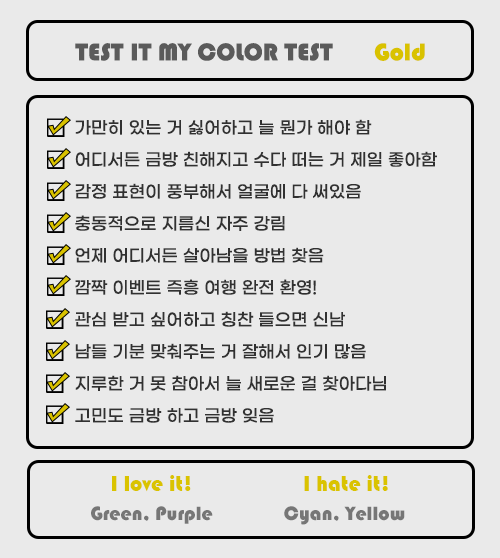 TEST IT MY COLOR TEST Gold
가만히 있는 거 싫어하고 늘 뭔가 해야 함
어디서든 금방 친해지고 수다 떠는 거 제일 좋아함
감정 표현이 풍부해서 얼굴에 다 써있음
충동적으로 지름신 자주 강림
언제 어디서든 살아남을 방법 찾음
깜짝 이벤트 즉흥 여행 완전 환영!
관심 받고 싶어하고 칭찬 들으면 신남
남들 기분 맞춰주는 거 잘해서 인기 많음
지루한 거 못 참아서 늘 새로운 걸 찾아다님
고민도 금방 하고 금방 잊음
I love it! I hate it!
Green, Purple Cyan, Yellow